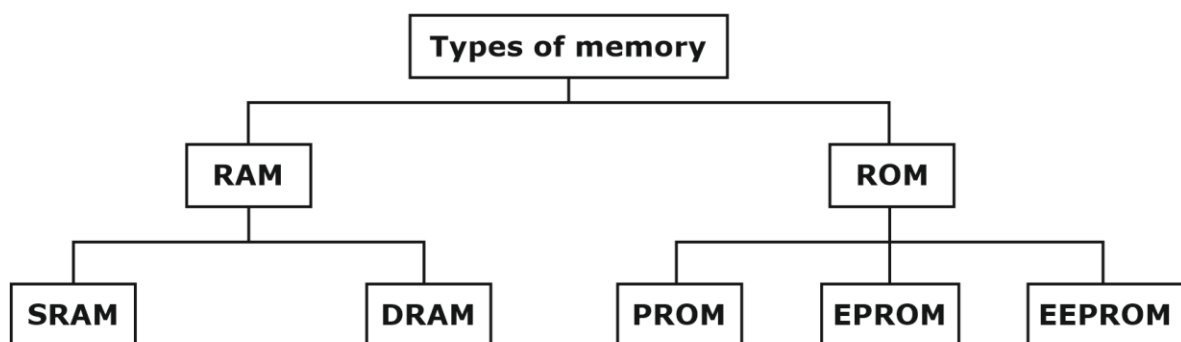 Types of memory
RAM
ROM
SRAM
DRAM
PROM
EPROM
EEPROM